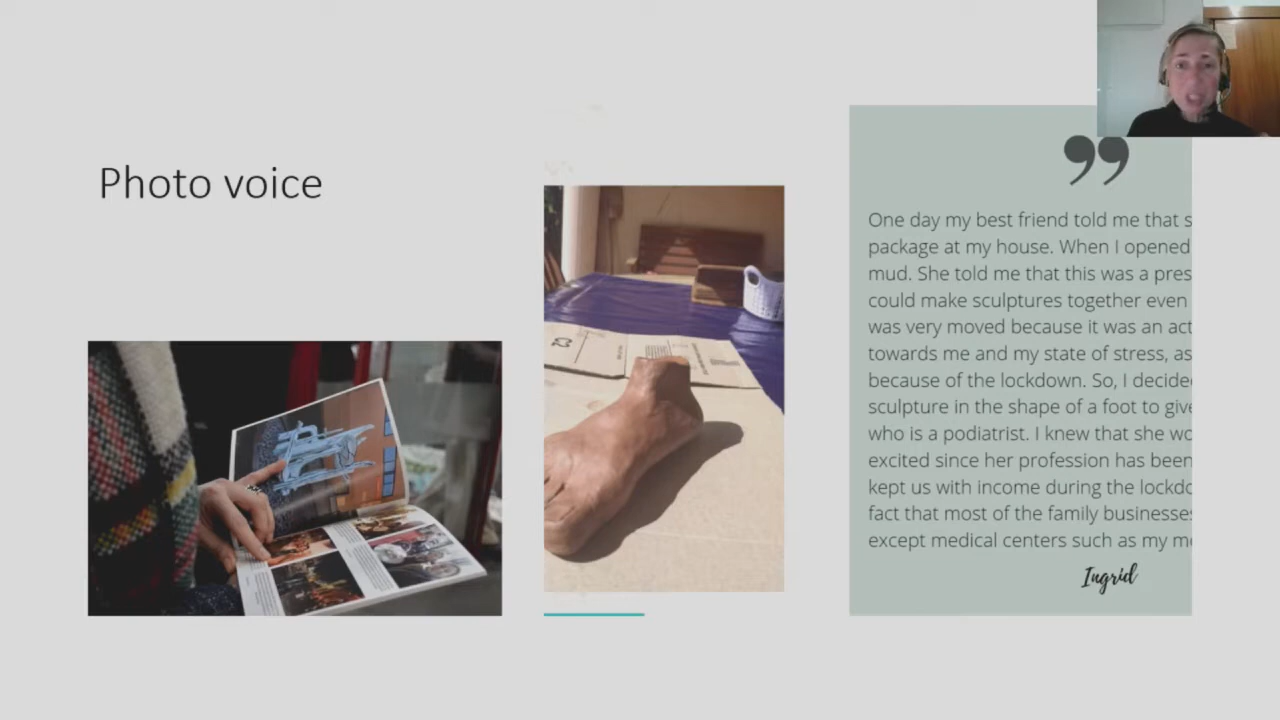 Photo voice
One day my best friend told me that s
package at my house. When I opened
mud. She told me that this was a pres
could make sculptures together even
was very moved because it was an act
towards me and my state of stress, as
because of the lockdown. So, I decide
sculpture in the shape of a foot to give
who is a podiatrist. I knew that she wo
excited since her profession has been
kept us with income during the lockdo
fact that most of the family businesses
except medical centers such as my m
Ingrid